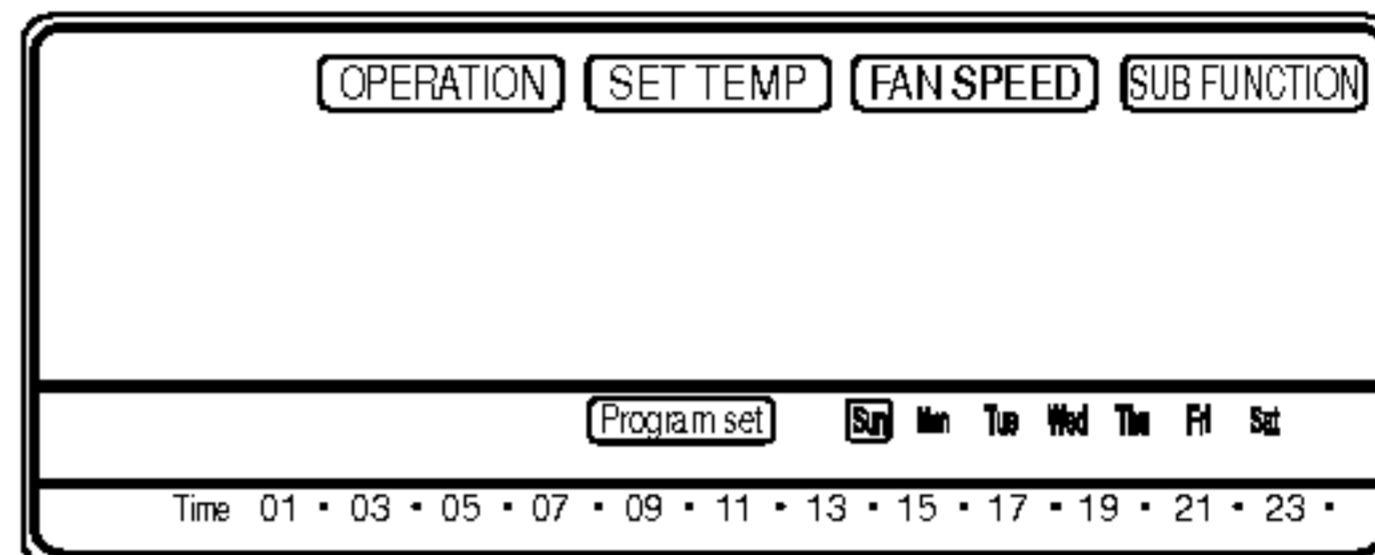 OPERATION SET TEMP FAN SPEED SUB FUNCTION
Program set Sun Mon Tue Wed Thu Fri Sat
Time 01 • 03 • 05 • 07 • 09 • 11 • 13 • 15 • 17 • 19 • 21 • 23 •